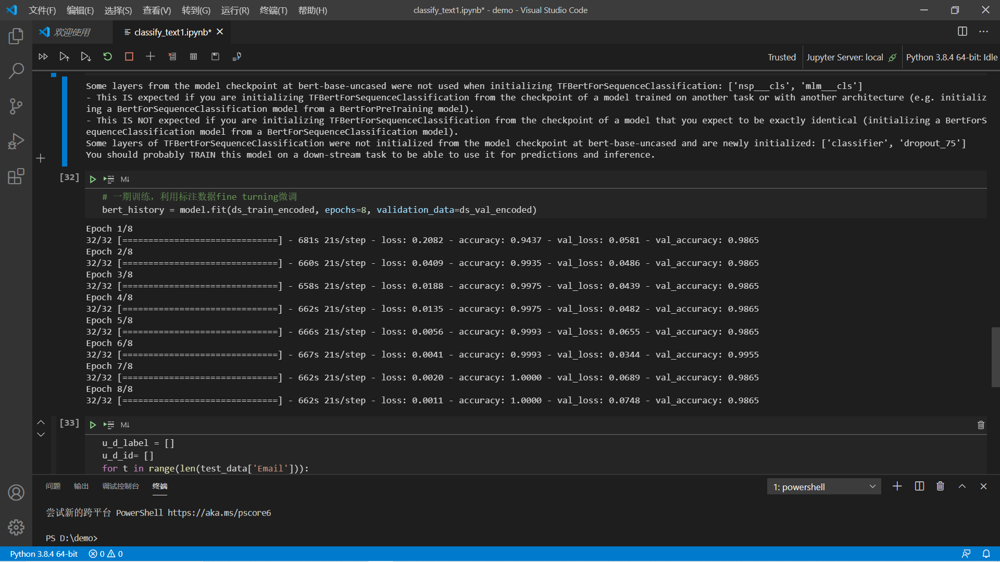 文件(F) 编辑(E) 选择(S) 查看(V) 转到(G) 运行(R) 终端(T) 帮助(H) classify_text1.ipynb* - demo - Visual Studio Code
欢迎使用 classify_text1.ipynb*
Trusted Jupyter Server: local Python 3.8.4 64-bit: Idle
Some layers from the model checkpoint at bert-base-uncased were not used when initializing TFBertForSequenceClassification: ['nsp___cls', 'mlm___cls']
- This IS expected if you are initializing TFBertForSequenceClassification from the checkpoint of a model trained on another task or with another architecture (e.g. initializ
ing a BertForSequenceClassification model from a BertForPreTraining model).
- This IS NOT expected if you are initializing TFBertForSequenceClassification from the checkpoint of a model that you expect to be exactly identical (initializing a BertForS
equenceClassification model from a BertForSequenceClassification model).
Some layers of TFBertForSequenceClassification were not initialized from the model checkpoint at bert-base-uncased and are newly initialized: ['classifier', 'dropout_75']
You should probably TRAIN this model on a down-stream task to be able to use it for predictions and inference.
[32] M↓
# 一期训练，利用标注数据fine turning微调
bert_history = model.fit(ds_train_encoded, epochs=8, validation_data=ds_val_encoded)
Epoch 1/8
32/32 [==============================] - 681s 21s/step - loss: 0.2082 - accuracy: 0.9437 - val_loss: 0.0581 - val_accuracy: 0.9865
Epoch 2/8
32/32 [==============================] - 660s 21s/step - loss: 0.0409 - accuracy: 0.9935 - val_loss: 0.0486 - val_accuracy: 0.9865
Epoch 3/8
32/32 [==============================] - 658s 21s/step - loss: 0.0188 - accuracy: 0.9975 - val_loss: 0.0439 - val_accuracy: 0.9865
Epoch 4/8
32/32 [==============================] - 662s 21s/step - loss: 0.0135 - accuracy: 0.9975 - val_loss: 0.0482 - val_accuracy: 0.9865
Epoch 5/8
32/32 [==============================] - 666s 21s/step - loss: 0.0056 - accuracy: 0.9993 - val_loss: 0.0655 - val_accuracy: 0.9865
Epoch 6/8
32/32 [==============================] - 667s 21s/step - loss: 0.0041 - accuracy: 0.9993 - val_loss: 0.0344 - val_accuracy: 0.9955
Epoch 7/8
32/32 [==============================] - 662s 21s/step - loss: 0.0020 - accuracy: 1.0000 - val_loss: 0.0689 - val_accuracy: 0.9865
Epoch 8/8
32/32 [==============================] - 662s 21s/step - loss: 0.0011 - accuracy: 1.0000 - val_loss: 0.0748 - val_accuracy: 0.9865
[33] M↓
u_d_label = []
u_d_id= []
for t in range(len(test_data['Email'])):
问题 输出 调试控制台 终端 1: powershell
尝试新的跨平台 PowerShell https://aka.ms/pscore6
PS D:\demo>
Python 3.8.4 64-bit 0 0